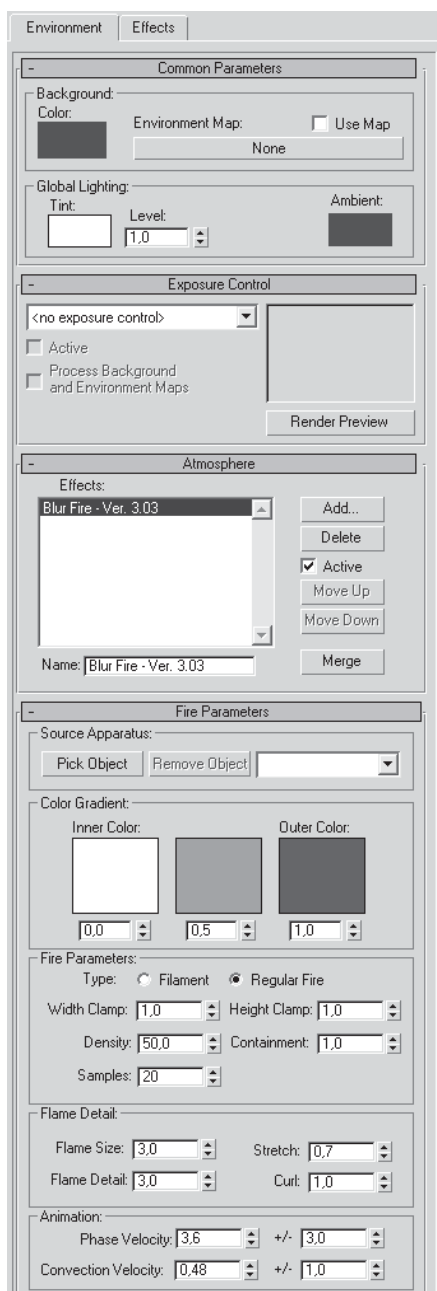 Environment Effects
- Common Parameters
Background:
Color:
Environment Map: Use Map
None
Global Lighting:
Tint: Level: Ambient:
1,0
- Exposure Control
<no exposure control>
Active
Process Background
and Environment Maps
Render Preview
- Atmosphere
Effects:
Blur Fire - Ver. 3.03
Add...
Delete
Active
Move Up
Move Down
Name: Blur Fire - Ver. 3.03 Merge
- Fire Parameters
Source Apparatus:
Pick Object Remove Object
Color Gradient:
Inner Color: Outer Color:
0,0 0,5 1,0
Fire Parameters:
Type: Filament Regular Fire
Width Clamp: 1,0 Height Clamp: 1,0
Density: 50,0 Containment: 1,0
Samples: 20
Flame Detail:
Flame Size: 3,0 Stretch: 0,7
Flame Detail: 3,0 Curl: 1,0
Animation:
Phase Velocity: 3,6 +/- 3,0
Convection Velocity: 0,48 +/- 1,0